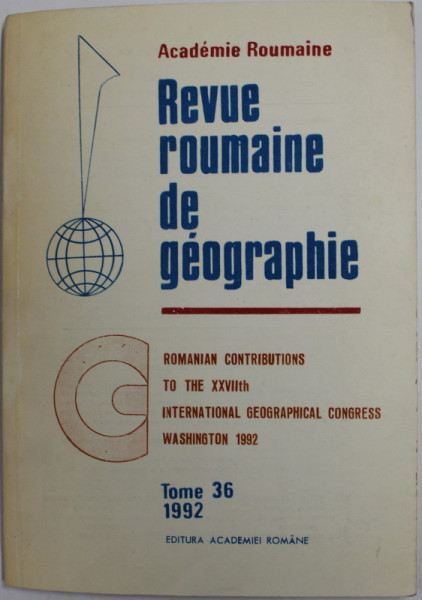 Académie Roumaine
Revue
roumaine
de
géographie
ROMANIAN CONTRIBUTIONS
TO THE XXVIIth
INTERNATIONAL GEOGRAPHICAL CONGRESS
WASHINGTON 1992
Tome 36
1992
EDITURA ACADEMIEI ROMÂNE